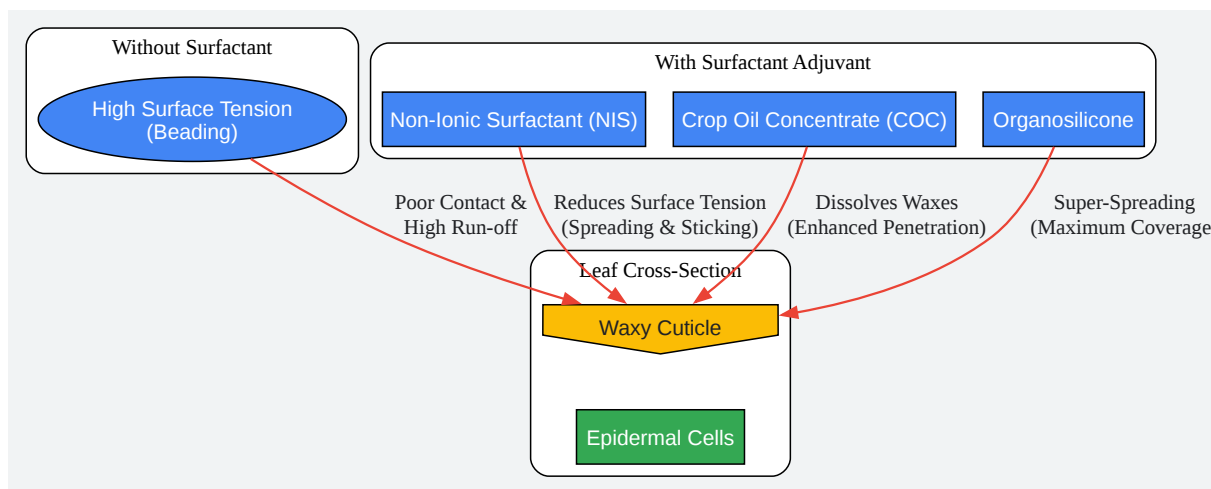 Without Surfactant
High Surface Tension
(Beading)
With Surfactant Adjuvant
Non-Ionic Surfactant (NIS)
Crop Oil Concentrate (COC)
Organosilicone
Poor Contact &
High Run-off
Reduces Surface Tension
(Spreading & Sticking)
Dissolves Waxes
(Enhanced Penetration)
Super-Spreading
(Maximum Coverage
Leaf Cross-Section
Waxy Cuticle
Epidermal Cells